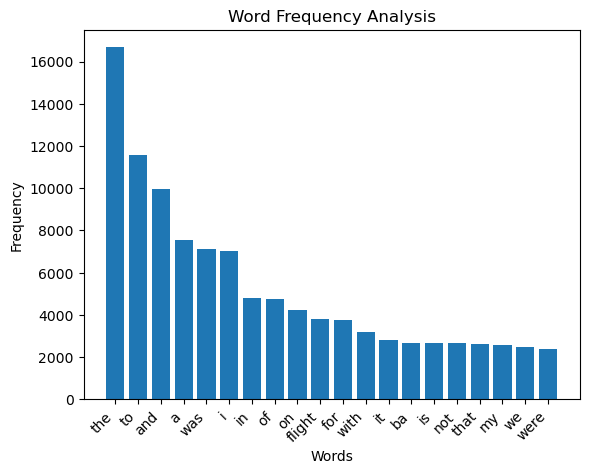 Word Frequency Analysis
16000
14000
12000
10000
8000
6000
4000
2000
0
Frequency
the
to
and
a
was
i
in
of
on
flight
for
with
it
ba
is
not
that
my
we
were
Words